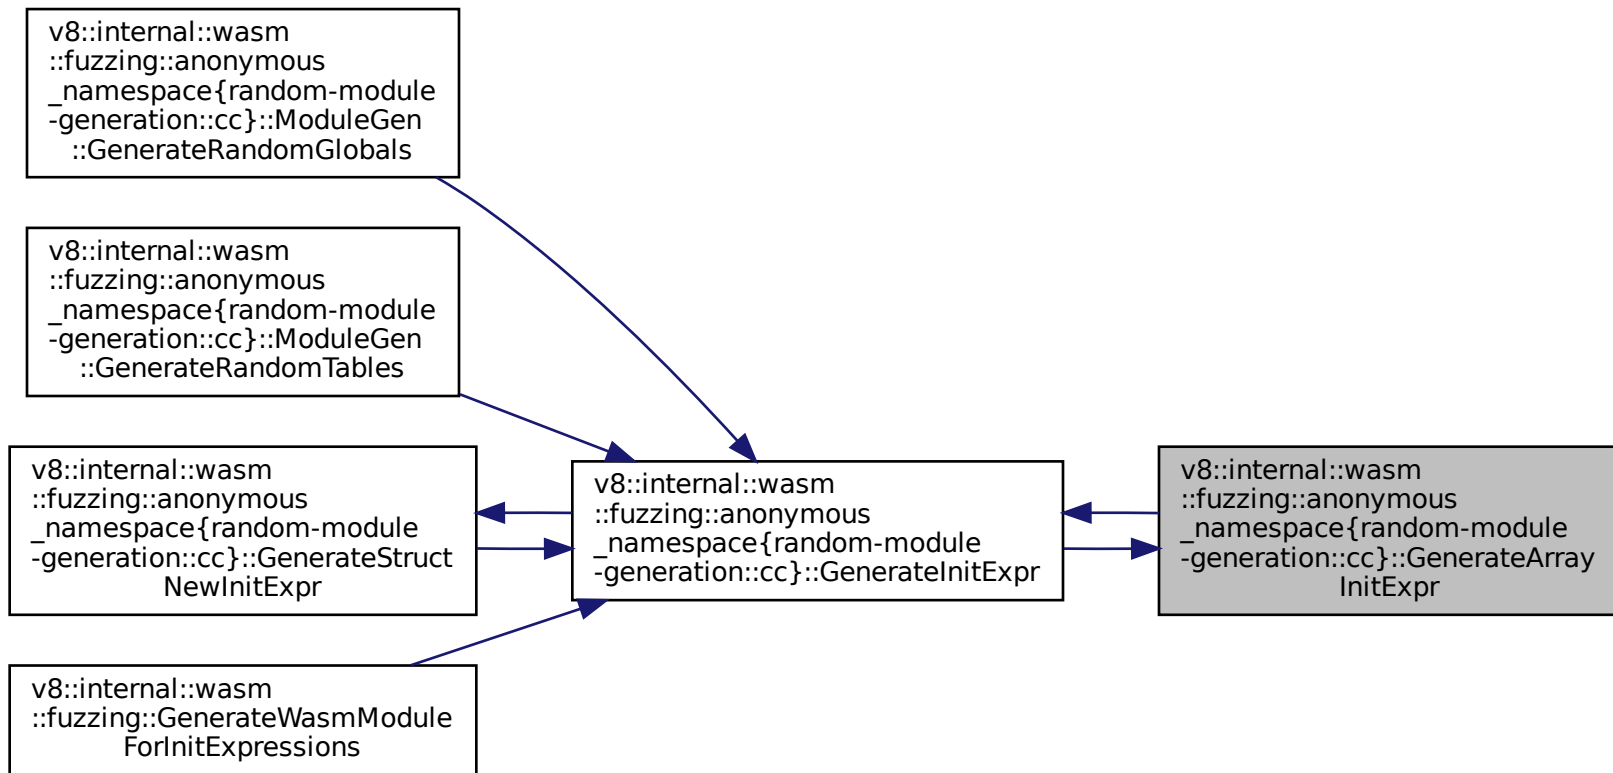 v8::internal::wasm
::fuzzing::anonymous
_namespace{random-module
-generation::cc}::ModuleGen
::GenerateRandomGlobals
v8::internal::wasm
::fuzzing::anonymous
_namespace{random-module
-generation::cc}::ModuleGen
::GenerateRandomTables
v8::internal::wasm
::fuzzing::anonymous
_namespace{random-module
-generation::cc}::GenerateStruct
NewInitExpr
v8::internal::wasm
::fuzzing::GenerateWasmModule
ForInitExpressions
v8::internal::wasm
::fuzzing::anonymous
_namespace{random-module
-generation::cc}::GenerateInitExpr
v8::internal::wasm
::fuzzing::anonymous
_namespace{random-module
-generation::cc}::GenerateArray
InitExpr